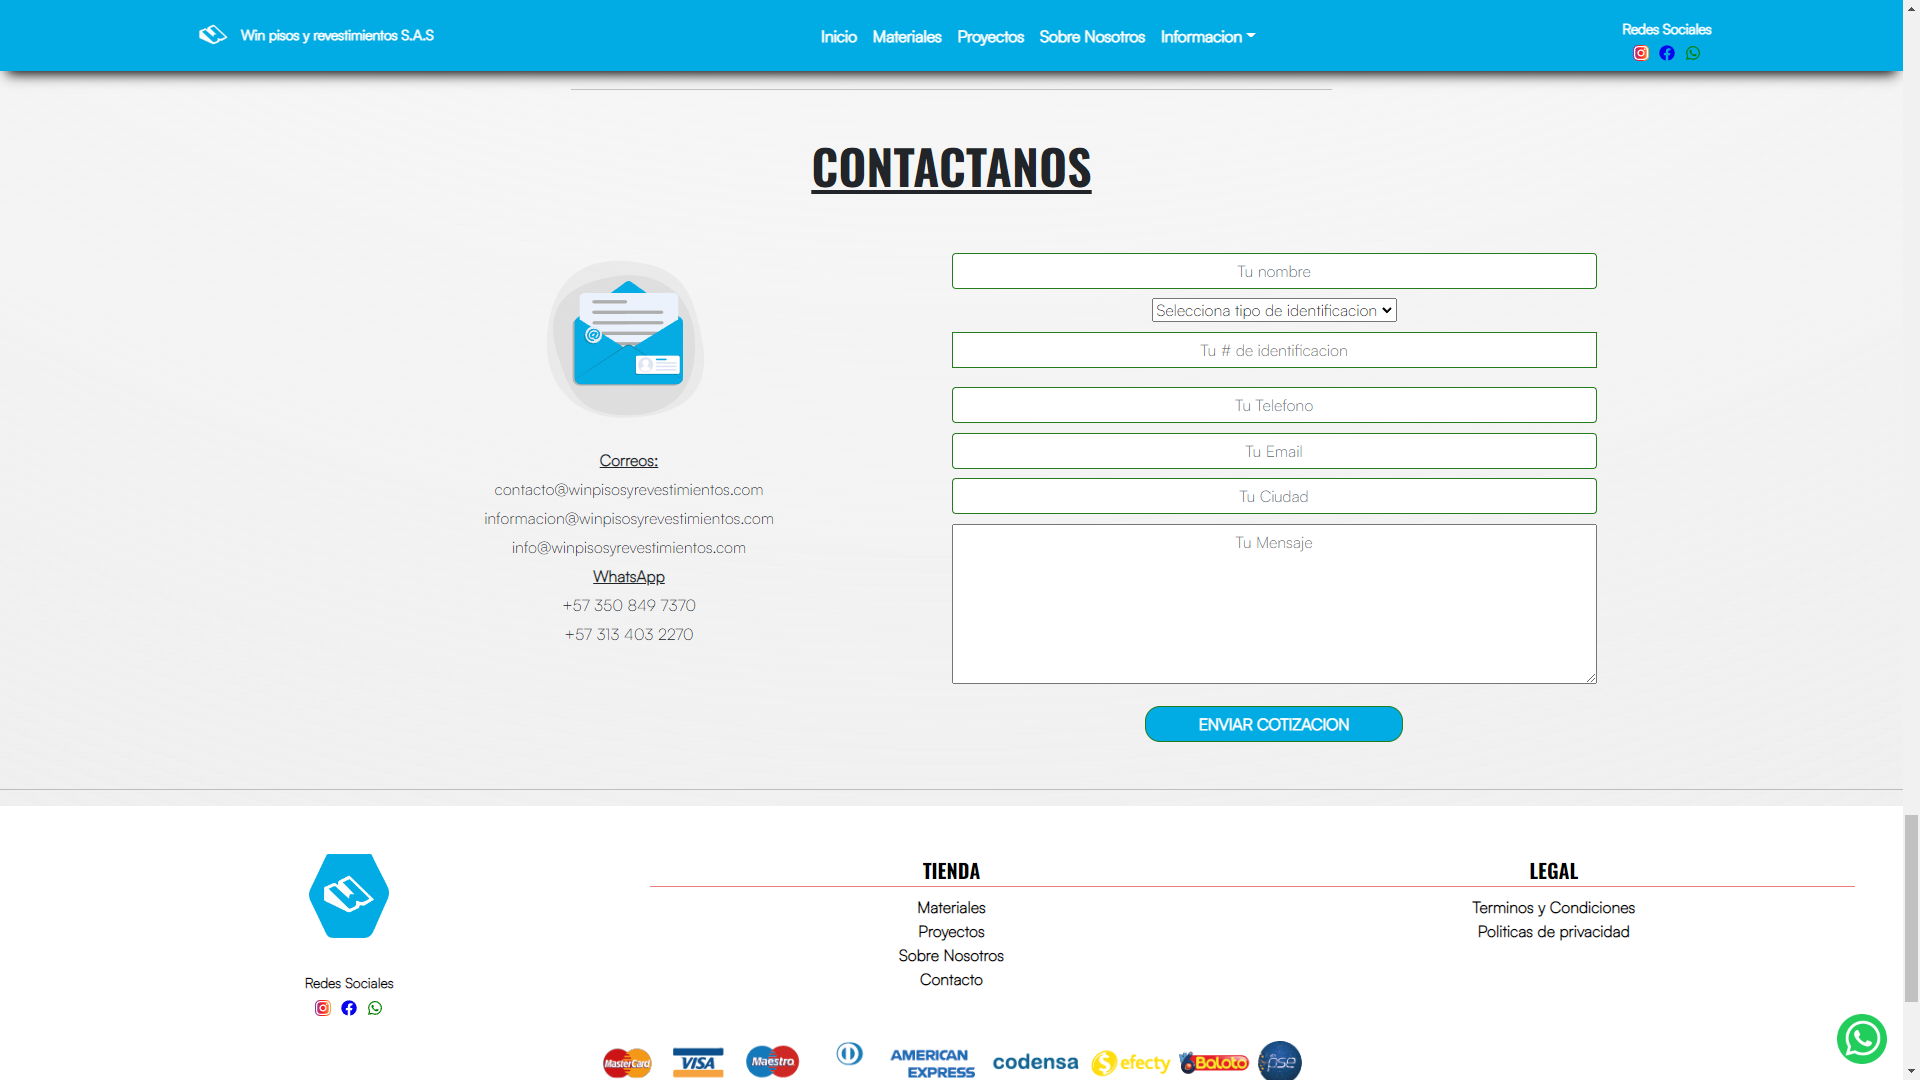 Win pisos y revestimientos S.A.S
Inicio
Materiales
Proyectos
Sobre Nosotros
Informacion
Redes Sociales
CONTACTANOS
Correos:
contacto@winpisosyrevestimientos.com
informacion@winpisosyrevestimientos.com
info@winpisosyrevestimientos.com
WhatsApp
+57 350 849 7370
+57 313 403 2270
Tu nombre
Selecciona tipo de identificacion
Tu # de identificacion
Tu Telefono
Tu Email
Tu Ciudad
Tu Mensaje
ENVIAR COTIZACION
Redes Sociales
TIENDA
Materiales
Proyectos
Sobre Nosotros
Contacto
LEGAL
Terminos y Condiciones
Politicas de privacidad
MasterCard
VISA
Maestro
AMERICAN
EXPRESS
codensa
$ efecty
Baloto
pse